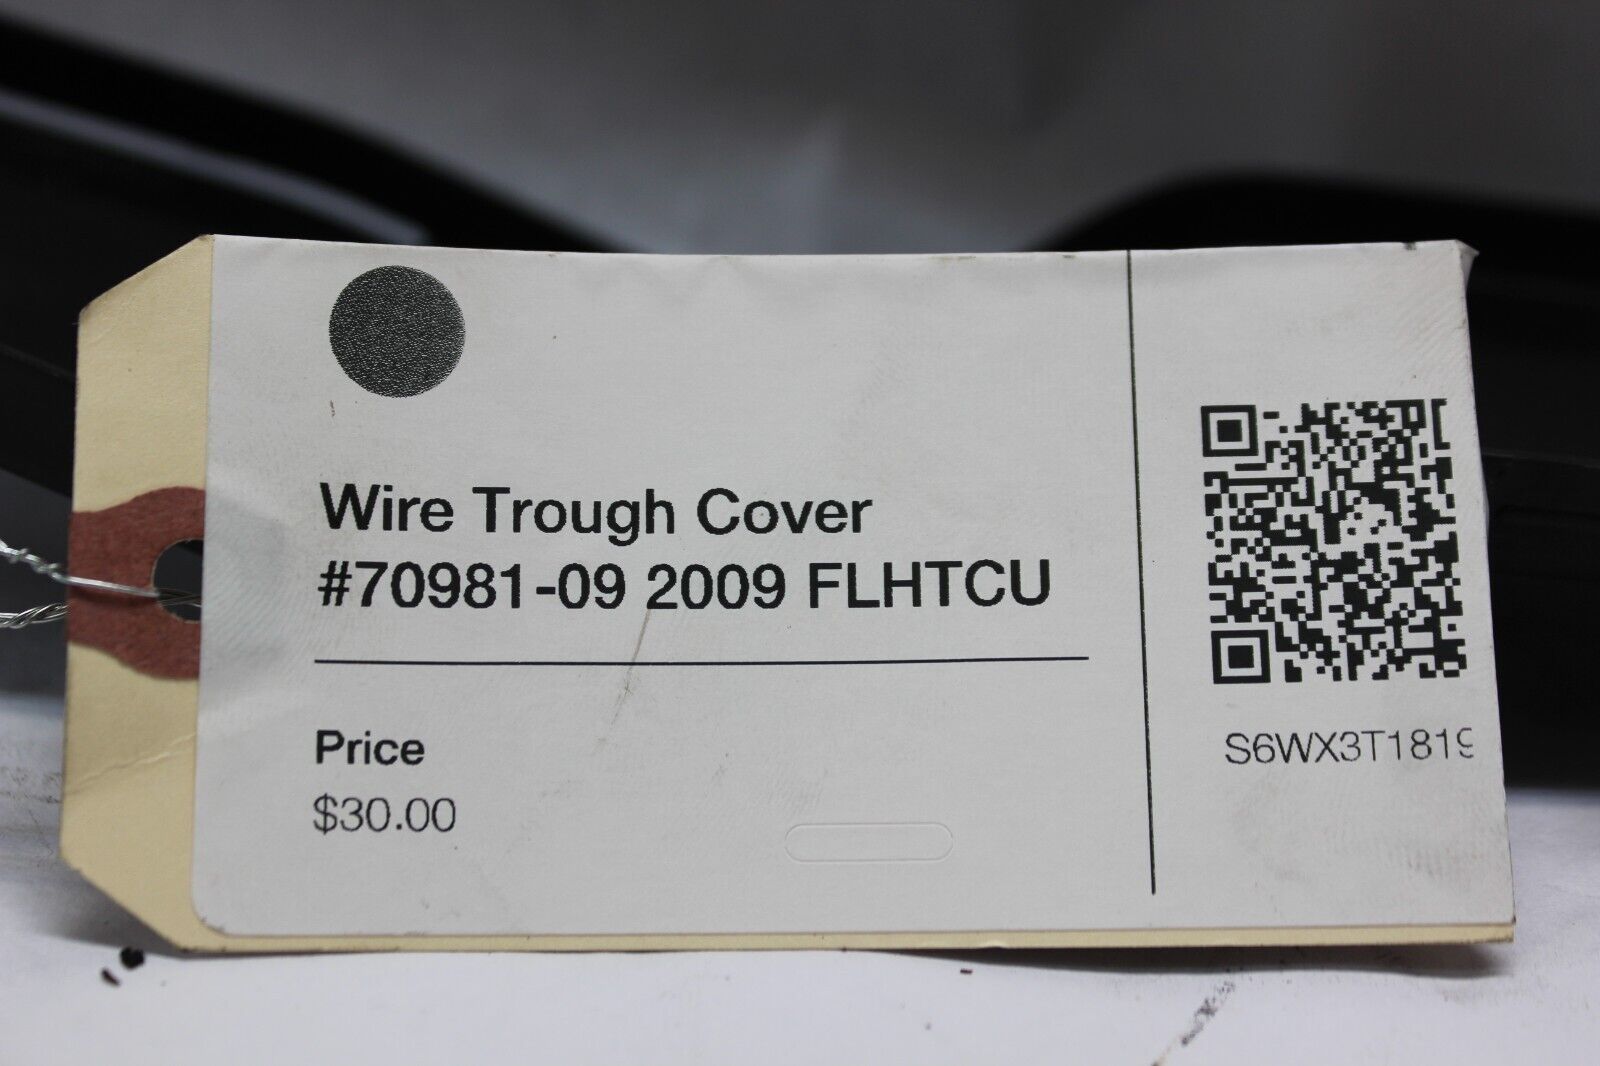 Wire Trough Cover
#70981-09 2009 FLHTCU
Price
$30.00
S6WX3T1819